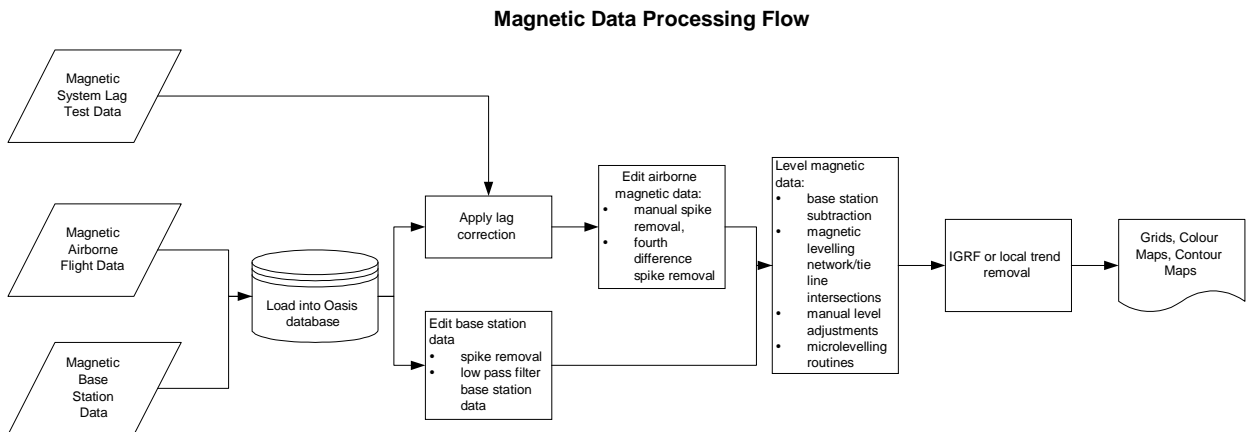 Magnetic Data Processing Flow
Magnetic
System Lag
Test Data
Magnetic
Airborne
Flight Data
Magnetic
Base
Station
Data
Load into Oasis
database
Apply lag
correction
Edit base station
data
• spike removal
• low pass filter
base station
data
Edit airborne
magnetic data:
• manual spike
removal,
• fourth
difference
spike removal
Level magnetic
data:
• base station
subtraction
• magnetic
levelling
network/tie
line
intersections
• manual level
adjustments
• microlevelling
routines
IGRF or local trend
removal
Grids, Colour
Maps, Contour
Maps